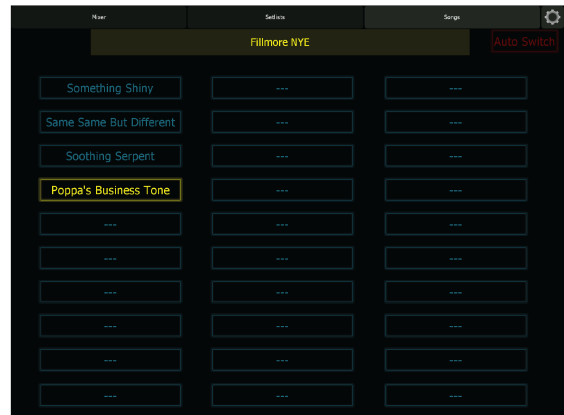 Mixer Setlists Songs
Fillmore NYE
Auto Switch
Something Shiny --- ---
Same Same But Different --- ---
Soothing Serpent --- ---
Poppa's Business Tone --- ---
--- --- ---
--- --- ---
--- --- ---
--- --- ---
--- --- ---
--- --- ---